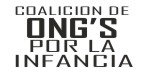 COALICION DE
ONG'S
POR LA
INFANCIA